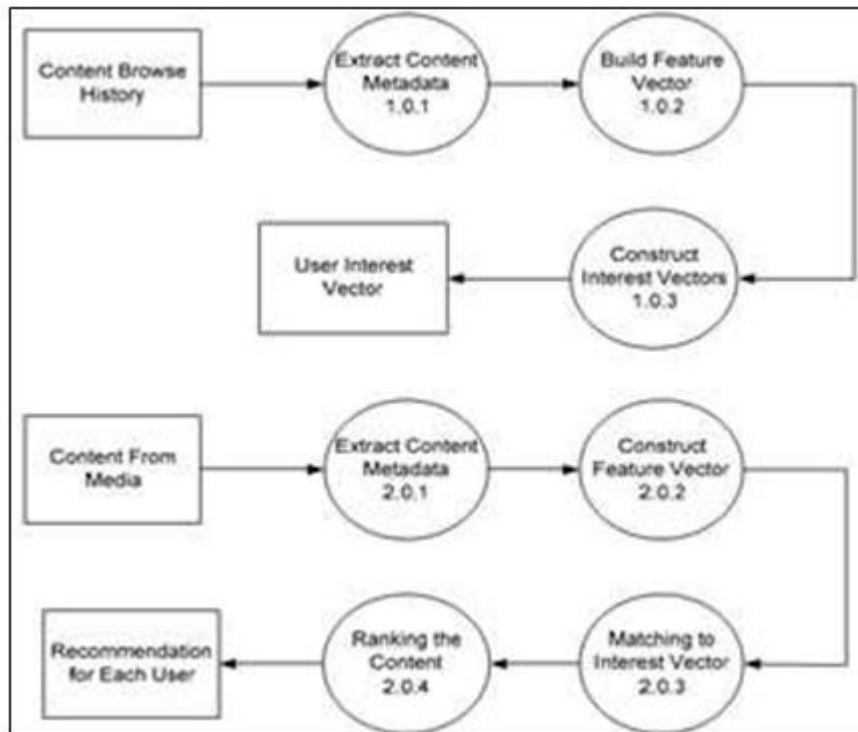 Content Browse
History
Extract Content
Metadata
1.0.1
Build Feature
Vector
1.0.2
User Interest
Vector
Construct
Interest Vectors
1.0.3
Content From
Media
Extract Content
Metadata
2.0.1
Construct
Feature Vector
2.0.2
Recommendation
for Each User
Ranking the
Content
2.0.4
Matching to
Interest Vector
2.0.3